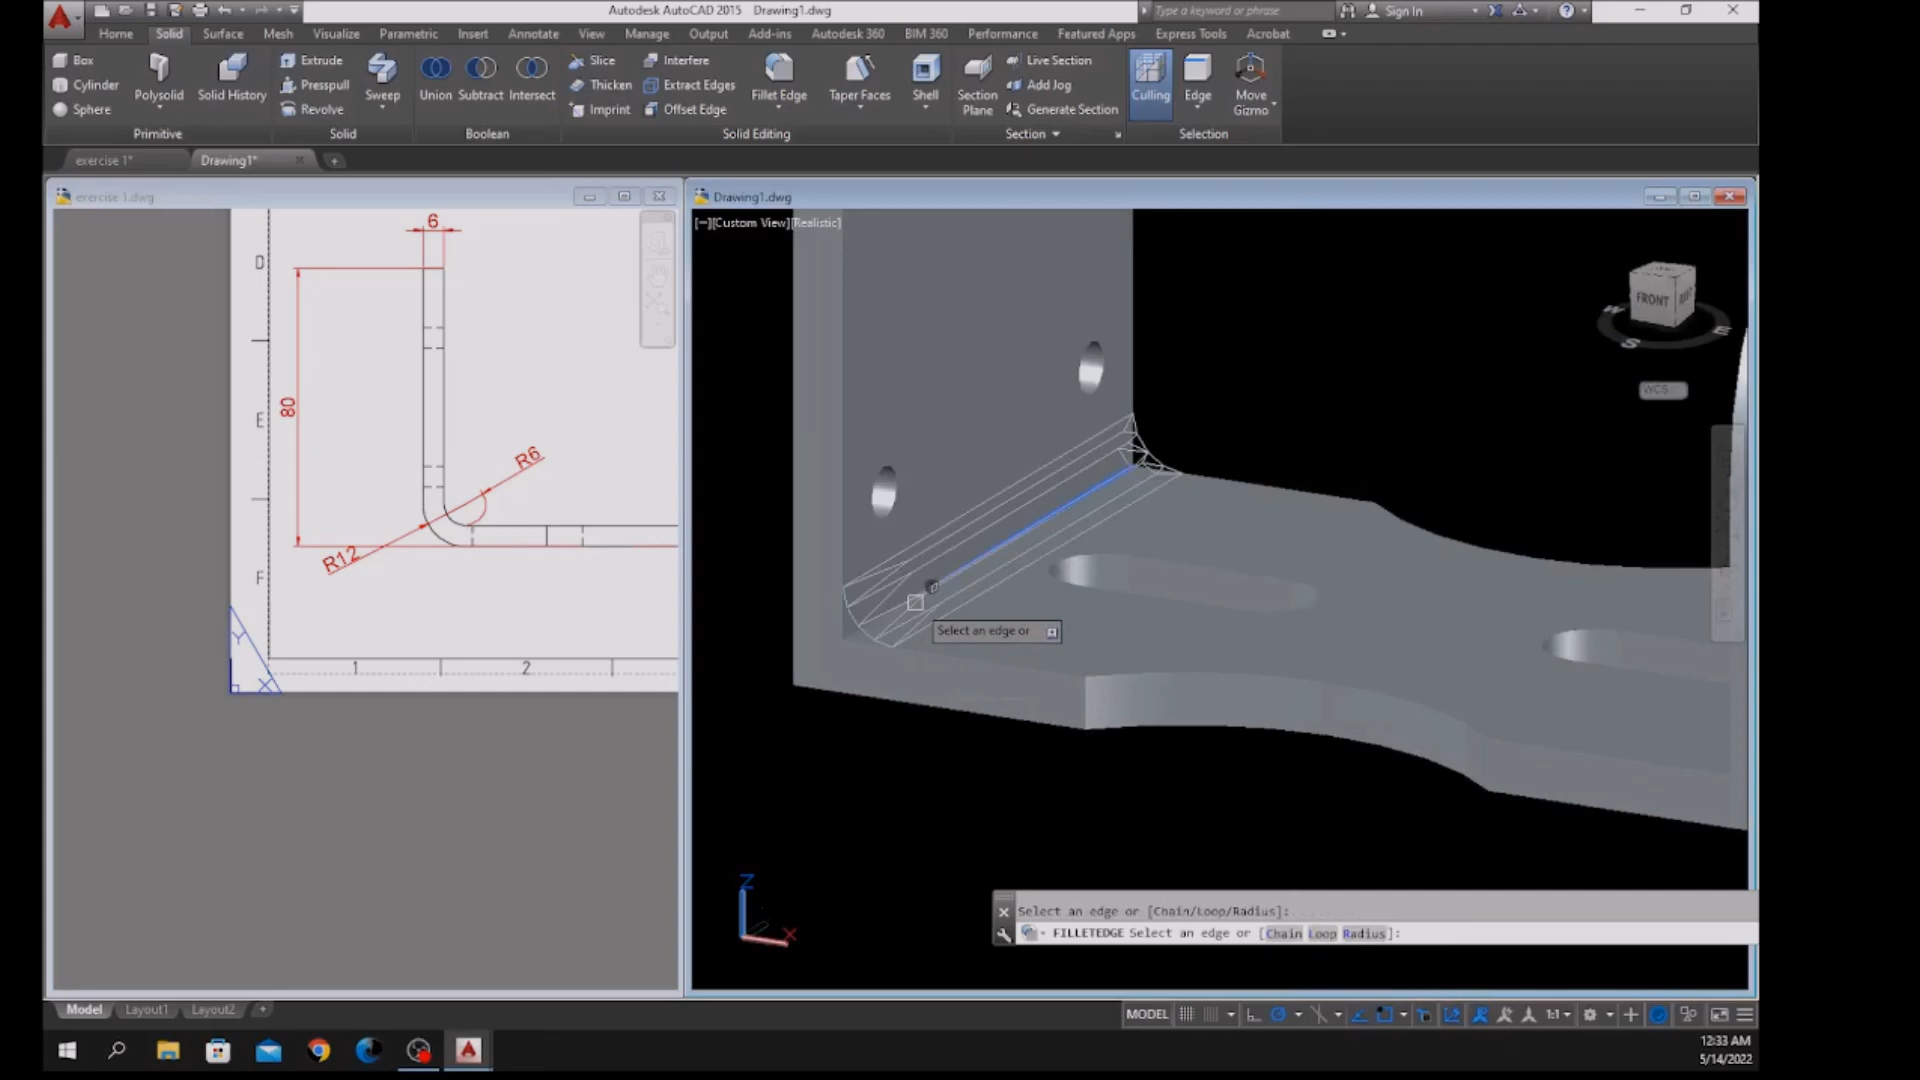 Autodesk AutoCAD 2015 Drawing1.dwg
Type a keyword or phrase
Sign In
Home Solid Surface Mesh Visualize Parametric Insert Annotate View Manage Output Add-ins Autodesk 360 BIM 360 Performance Featured Apps Express Tools Acrobat
Box
Cylinder
Sphere
Polysolid
Solid History
Extrude
Presspull
Revolve
Sweep
Union
Subtract
Intersect
Slice
Thicken
Imprint
Interfere
Extract Edges
Offset Edge
Fillet Edge
Taper Faces
Shell
Section
Plane
Live Section
Add Jog
Generate Section
Culling
Edge
Move
Gizmo
Primitive
Solid
Boolean
Solid Editing
Section
Selection
exercise 1*
Drawing1*
exercise 1.dwg
Drawing1.dwg
[−][Custom View][Realistic]
6
D
80
E
R6
R12
F
Y
X
1
2
FRONT
W
S
E
WCS
Select an edge or
Z
X
Select an edge or [Chain/Loop/Radius]:
FILLETEDGE Select an edge or [Chain Loop Radius]:
Model Layout1 Layout2
MODEL
1:1
12:33 AM
5/14/2022